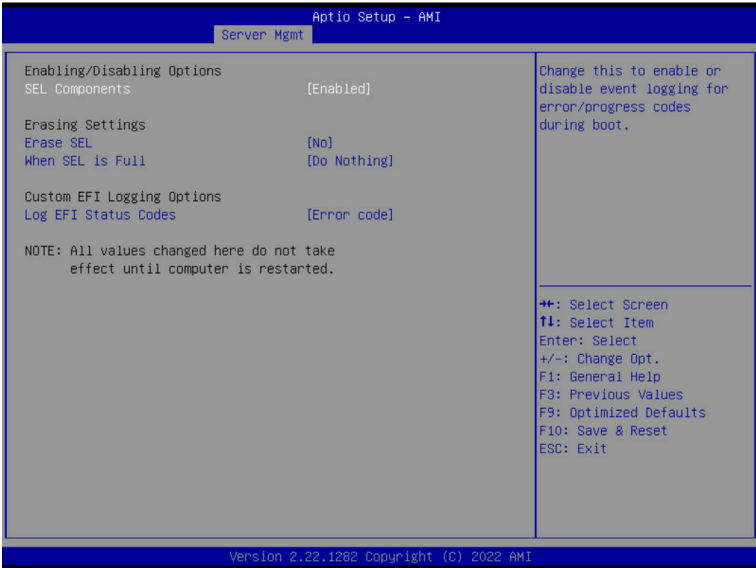 Aptio Setup – AMI
Server Mgmt
Enabling/Disabling Options
SEL Components [Enabled]
Erasing Settings
Erase SEL [No]
When SEL is Full [Do Nothing]
Custom EFI Logging Options
Log EFI Status Codes [Error code]
NOTE: All values changed here do not take
effect until computer is restarted.
Change this to enable or
disable event logging for
error/progress codes
during boot.
→←: Select Screen
↑↓: Select Item
Enter: Select
+/-: Change Opt.
F1: General Help
F3: Previous Values
F9: Optimized Defaults
F10: Save & Reset
ESC: Exit
Version 2.22.1282 Copyright (C) 2022 AMI